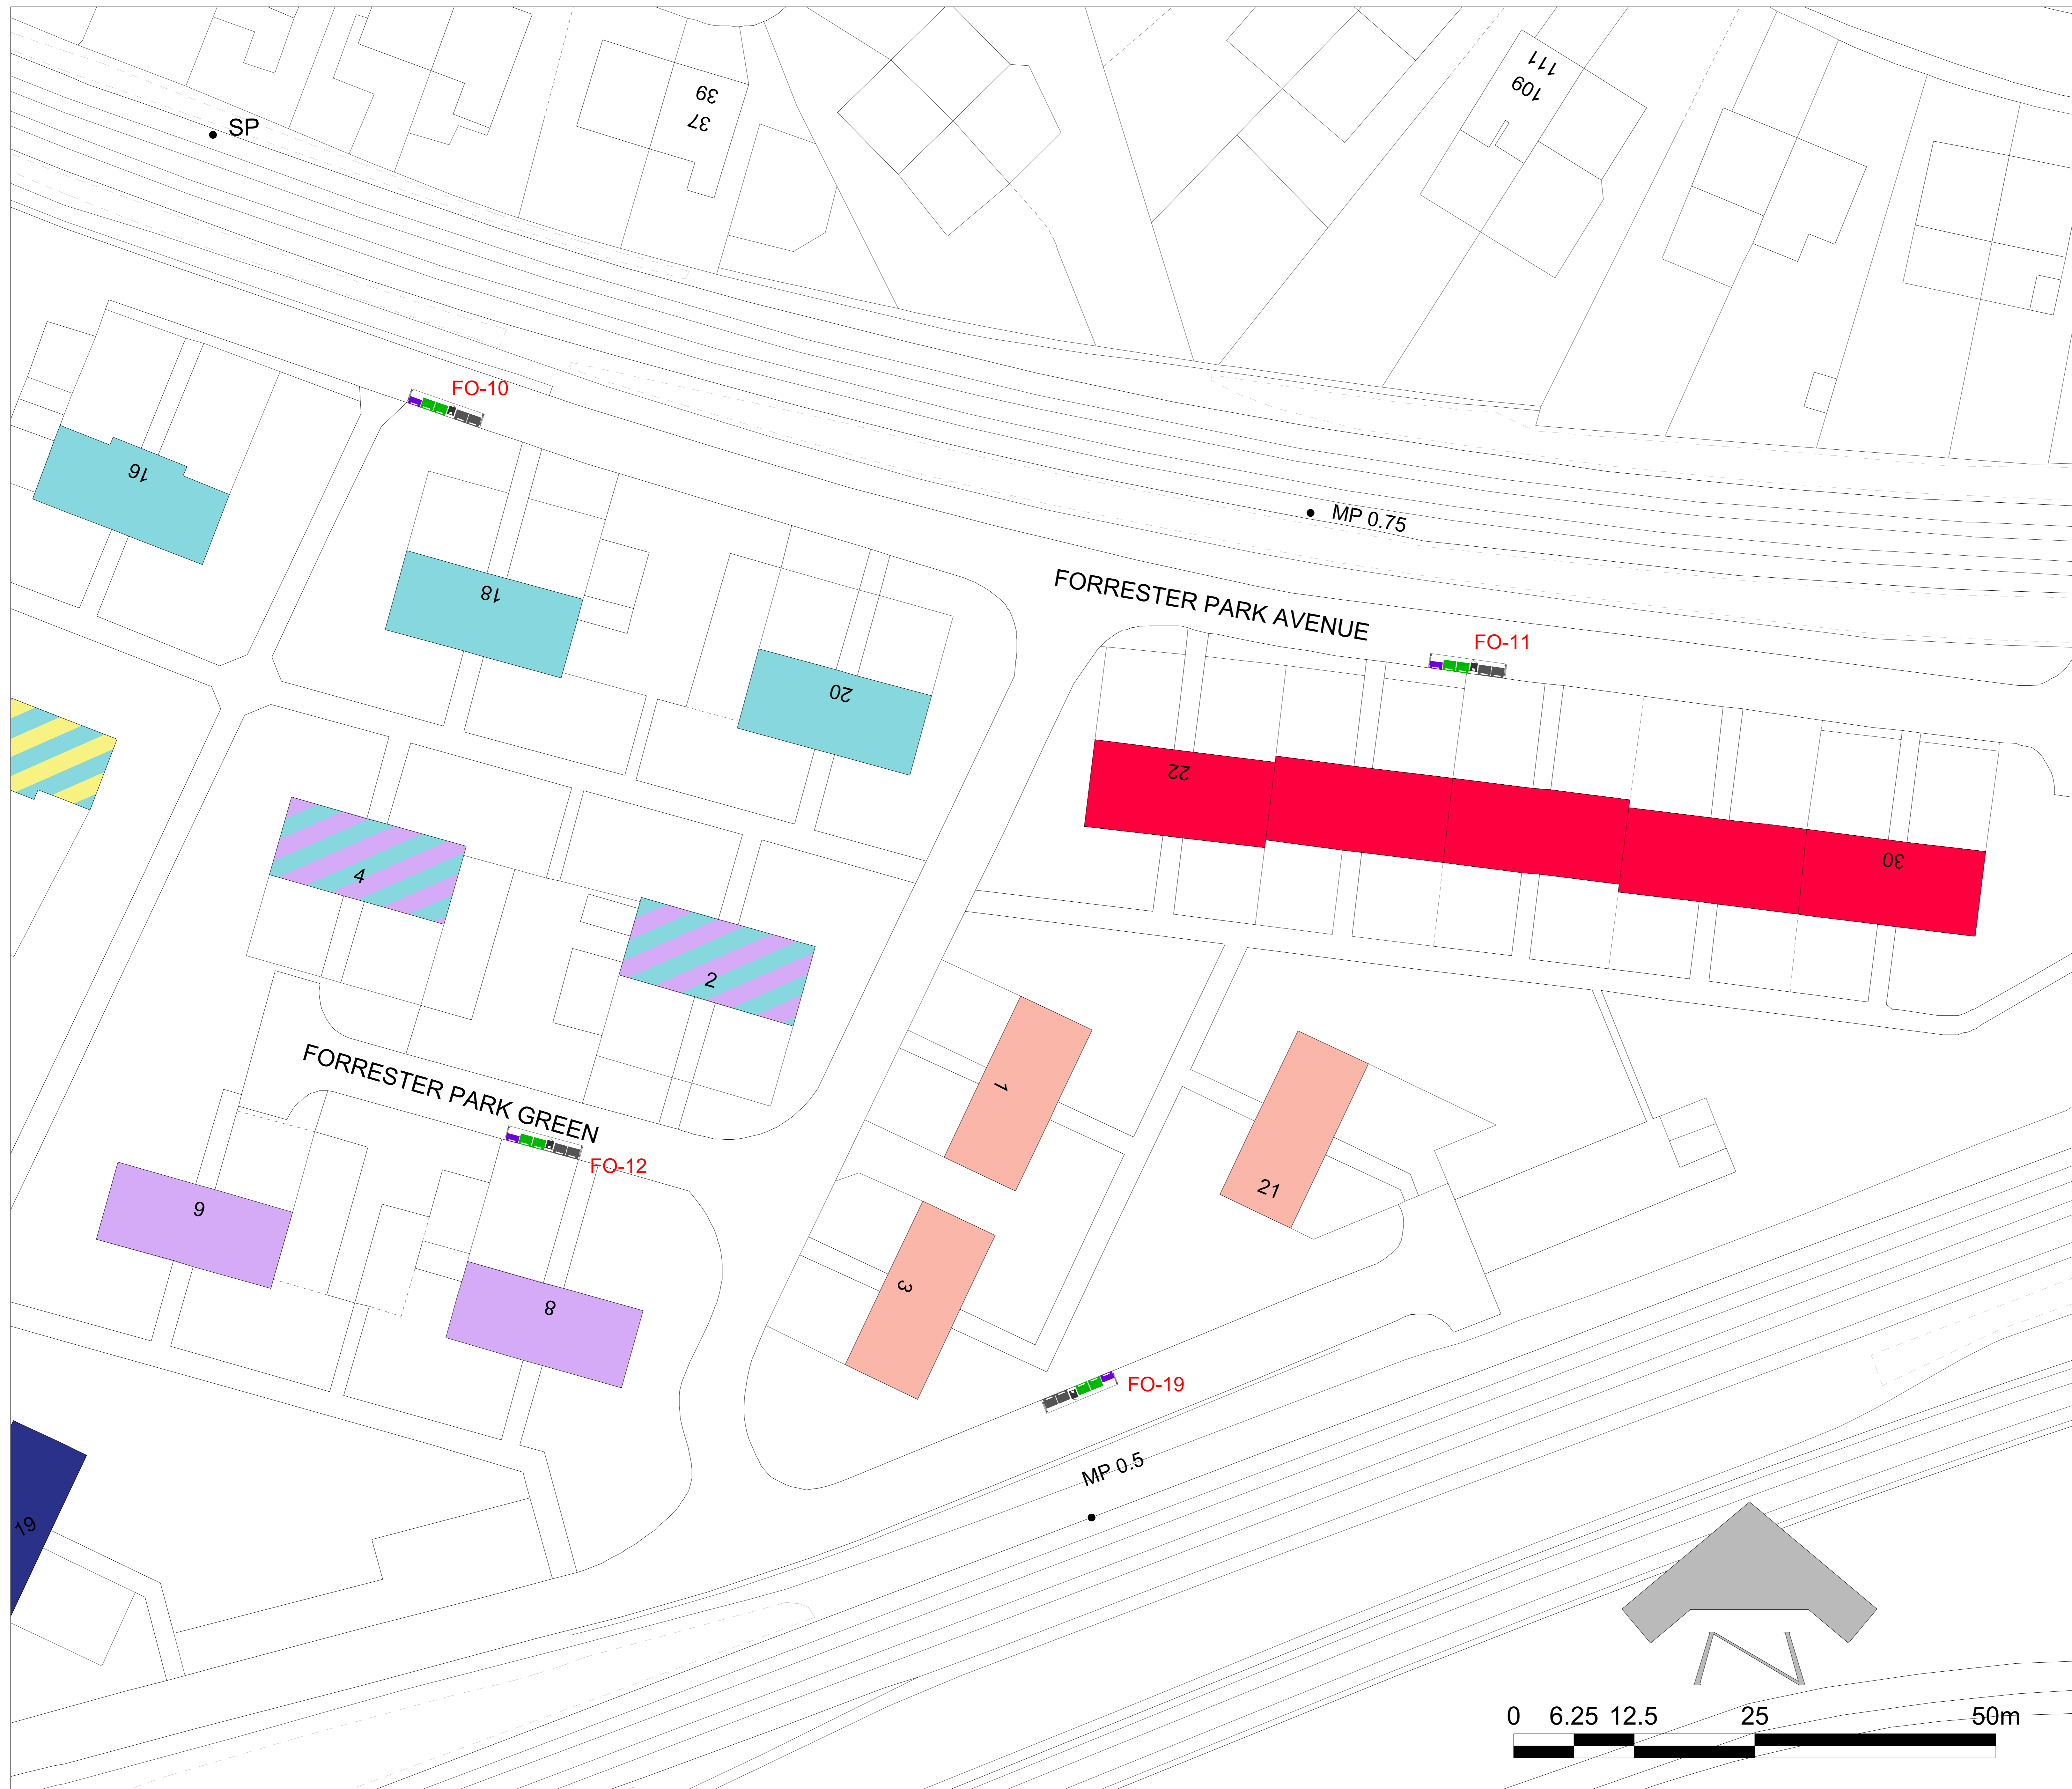 111
109
39
37
SP
FO-10
16
MP 0.75
18
FORRESTER PARK AVENUE
FO-11
20
22
30
4
2
FORRESTER PARK GREEN
1
FO-12
21
9
3
8
FO-19
MP 0.5
19
N
0 6.25 12.5 25 50m